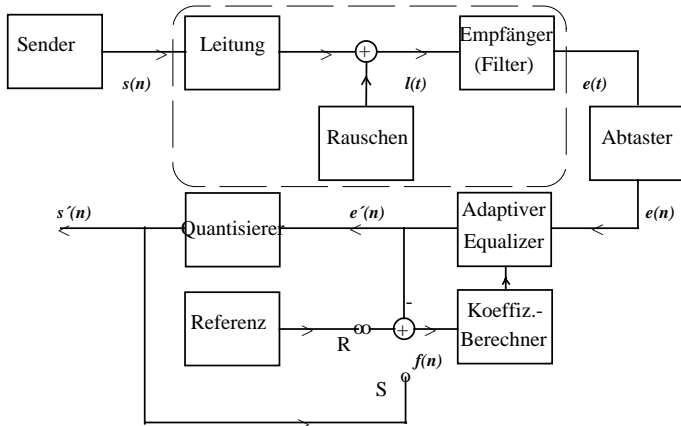 Sender
Leitung
+
Empfänger
(Filter)
s(n)
l(t)
e(t)
Rauschen
Abtaster
s´(n)
Quantisierer
e´(n)
Adaptiver
Equalizer
e(n)
-
Referenz
R
+
f(n)
Koeffiz.-
Berechner
S